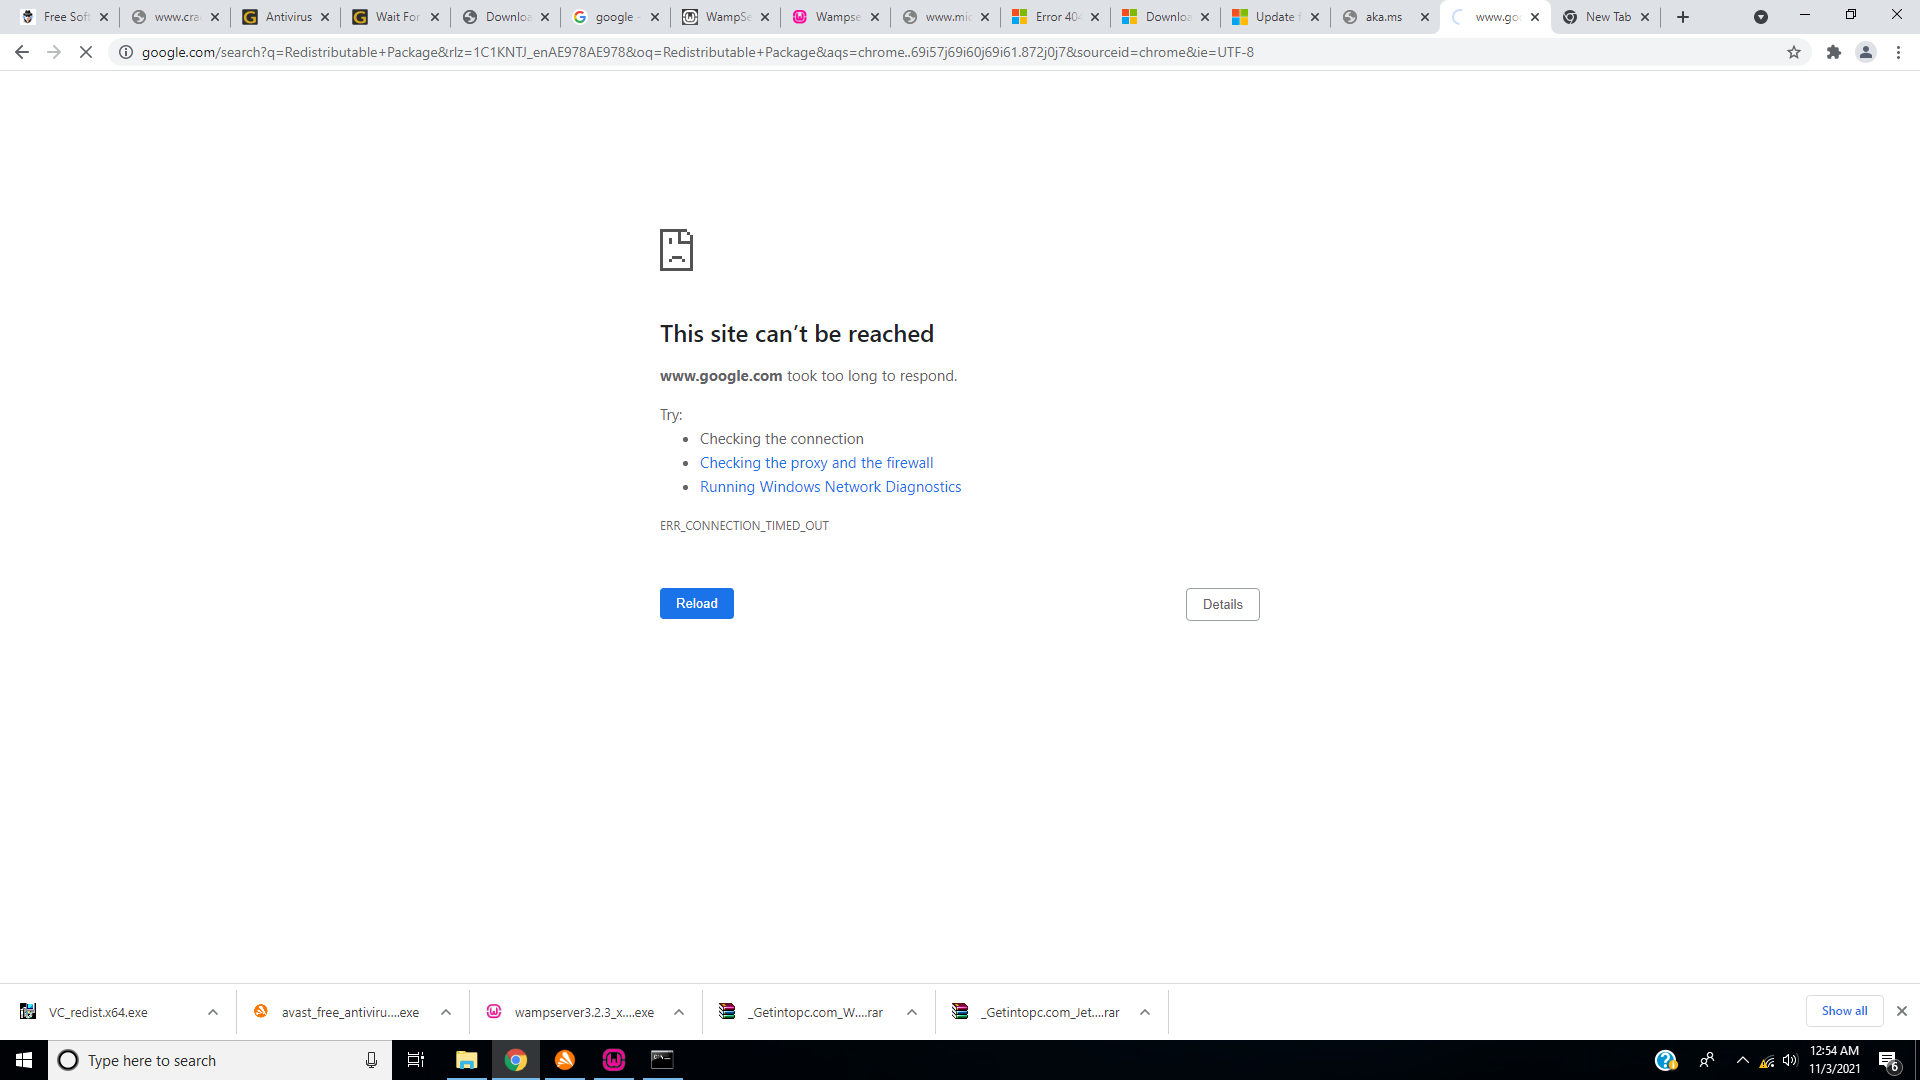 Free Soft
www.cra
Antivirus
Wait For
Downloa
google -
WampSe
Wampse
www.mic
Error 404
Downloa
Update f
aka.ms
www.goo
New Tab
google.com/search?q=Redistributable+Package&rlz=1C1KNTJ_enAE978AE978&oq=Redistributable+Package&aqs=chrome..69i57j69i60j69i61.872j0j7&sourceid=chrome&ie=UTF-8
This site can’t be reached
www.google.com took too long to respond.
Try:
Checking the connection
Checking the proxy and the firewall
Running Windows Network Diagnostics
ERR_CONNECTION_TIMED_OUT
Reload
Details
VC_redist.x64.exe
avast_free_antiviru....exe
wampserver3.2.3_x....exe
_Getintopc.com_W....rar
_Getintopc.com_Jet....rar
Show all
Type here to search
12:54 AM
11/3/2021
6